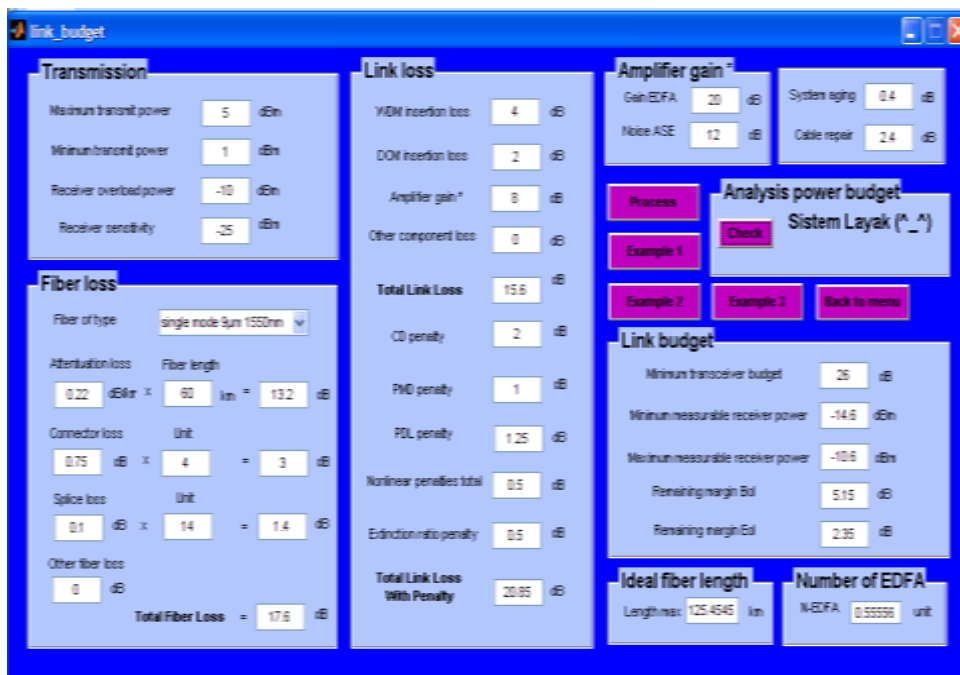 link_budget
Transmission
Maximum transmit power 5 dBm
Minimum transmit power 1 dBm
Receiver overload power -10 dBm
Receiver sensitivity -25 dBm
Fiber loss
Fiber of type single mode 9µm 1550nm
Attentuation loss Fiber length
0.22 dB/km x 60 km = 13.2 dB
Connector loss Unit
0.75 dB x 4 = 3 dB
Splice loss Unit
0.1 dB x 14 = 1.4 dB
Other fiber loss
0 dB
Total Fiber Loss = 17.6 dB
Link loss
WDM insertion loss 4 dB
DCM insertion loss 2 dB
Amplifier gain * 8 dB
Other component loss 0 dB
Total Link Loss 15.6 dB
CD penalty 2 dB
PMD penalty 1 dB
PDL penalty 1.25 dB
Nonlinear penalties total 0.5 dB
Extinction ratio penalty 0.5 dB
Total Link Loss
With Penalty 20.85 dB
Amplifier gain *
Gain EDFA 20 dB
Noise ASE 12 dB
System aging 0.4 dB
Cable repair 2.4 dB
Process
Example 1
Analysis power budget
Check Sistem Layak (^_^)
Example 2 Example 3 Back to menu
Link budget
Minimum transceiver budget 26 dB
Minimum measurable receiver power -14.6 dBm
Maximum measurable receiver power -10.6 dBm
Remaining margin Bol 5.15 dB
Remaining margin Eol 2.35 dB
Ideal fiber length
Length max 125.4545 km
Number of EDFA
N-EDFA 0.55556 unit